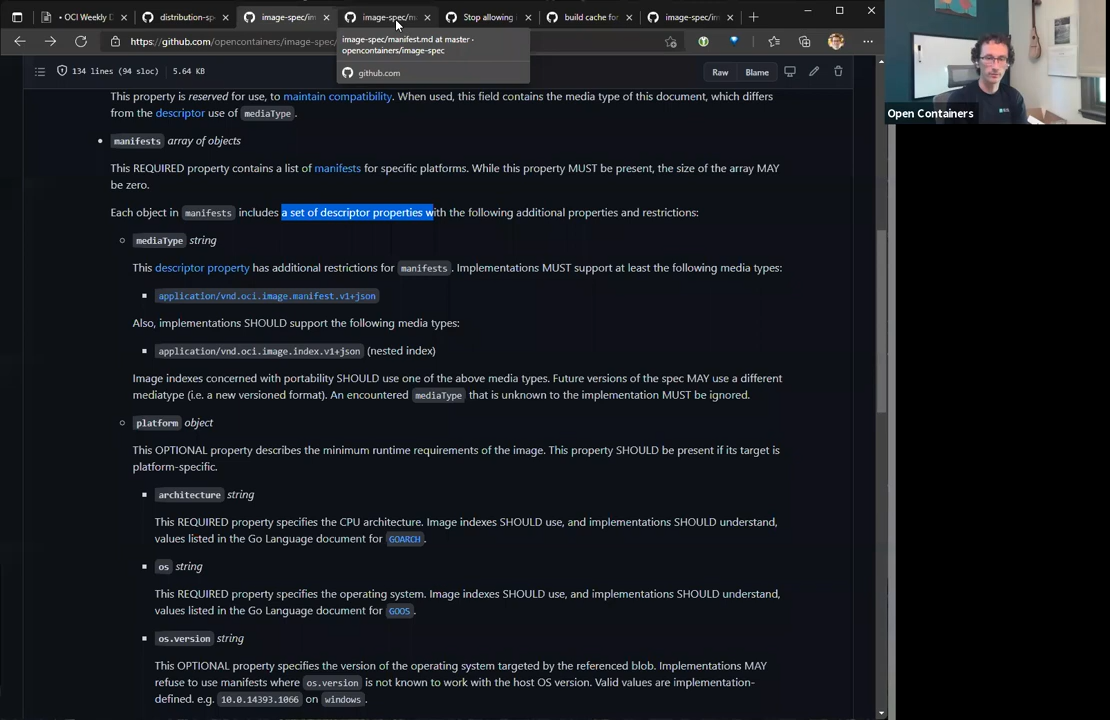 • OCI Weekly D
distribution-sp
image-spec/im
image-spec/m
Stop allowing
build cache for
image-spec/im
https://github.com/opencontainers/image-spec/
image-spec/manifest.md at master ·
opencontainers/image-spec
github.com
134 lines (94 sloc)
5.64 KB
Raw
Blame
Open Containers
This property is reserved for use, to maintain compatibility. When used, this field contains the media type of this document, which differs
from the descriptor use of mediaType.
manifests array of objects
This REQUIRED property contains a list of manifests for specific platforms. While this property MUST be present, the size of the array MAY
be zero.
Each object in manifests includes a set of descriptor properties with the following additional properties and restrictions:
mediaType string
This descriptor property has additional restrictions for manifests. Implementations MUST support at least the following media types:
application/vnd.oci.image.manifest.v1+json
Also, implementations SHOULD support the following media types:
application/vnd.oci.image.index.v1+json (nested index)
Image indexes concerned with portability SHOULD use one of the above media types. Future versions of the spec MAY use a different
mediatype (i.e. a new versioned format). An encountered mediaType that is unknown to the implementation MUST be ignored.
platform object
This OPTIONAL property describes the minimum runtime requirements of the image. This property SHOULD be present if its target is
platform-specific.
architecture string
This REQUIRED property specifies the CPU architecture. Image indexes SHOULD use, and implementations SHOULD understand,
values listed in the Go Language document for GOARCH.
os string
This REQUIRED property specifies the operating system. Image indexes SHOULD use, and implementations SHOULD understand,
values listed in the Go Language document for GOOS.
os.version string
This OPTIONAL property specifies the version of the operating system targeted by the referenced blob. Implementations MAY
refuse to use manifests where os.version is not known to work with the host OS version. Valid values are implementation-
defined. e.g. 10.0.14393.1066 on windows.